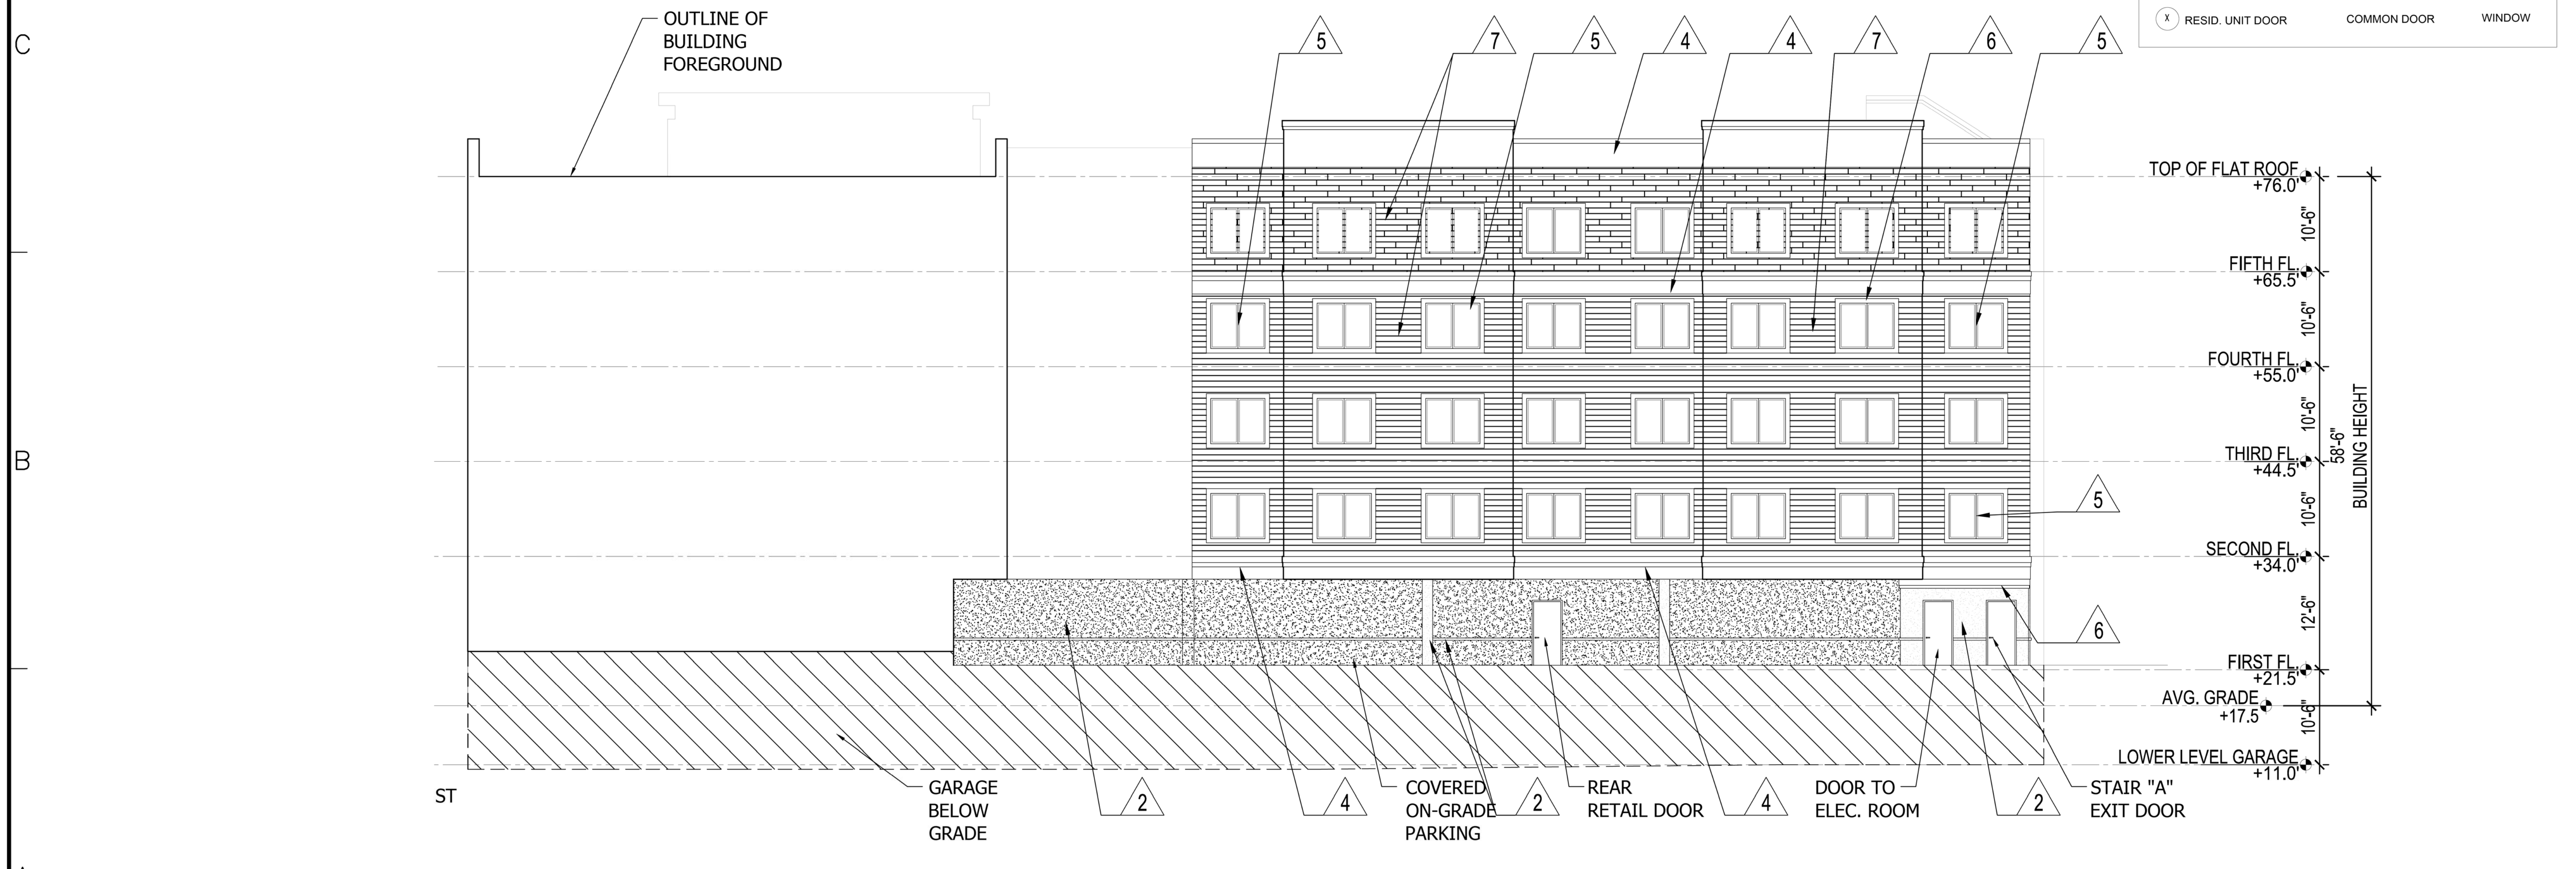 C
OUTLINE OF
BUILDING
FOREGROUND
5
7
5
4
4
7
6
5
X RESID. UNIT DOOR COMMON DOOR WINDOW
TOP OF FLAT ROOF
+76.0'
10'-6"
FIFTH FL.
+65.5'
10'-6"
FOURTH FL.
+55.0'
10'-6"
B
THIRD FL.
+44.5'
58'-6"
BUILDING HEIGHT
10'-6"
5
SECOND FL.
+34.0'
12'-6"
6
FIRST FL.
+21.5'
AVG. GRADE
+17.5'
10'-6"
LOWER LEVEL GARAGE
+11.0'
ST
GARAGE
BELOW
GRADE
2
4
COVERED
ON-GRADE
PARKING
2
REAR
RETAIL DOOR
4
DOOR TO
ELEC. ROOM
2
STAIR "A"
EXIT DOOR